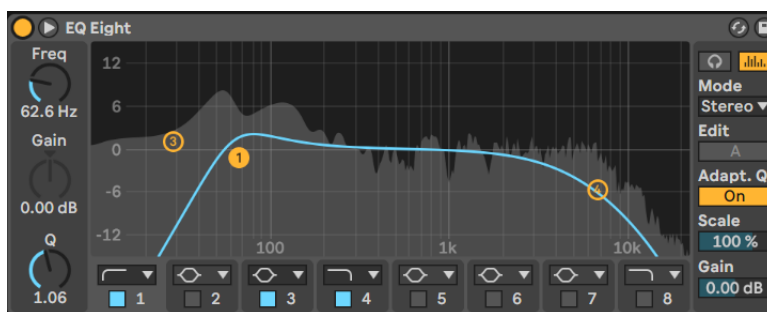 EQ Eight
Freq
62.6 Hz
Gain
0.00 dB
Q
1.06
12
6
0
-6
-12
100
1k
10k
3
1
4
1
2
3
4
5
6
7
8
Mode
Stereo
Edit
A
Adapt. Q
On
Scale
100 %
Gain
0.00 dB